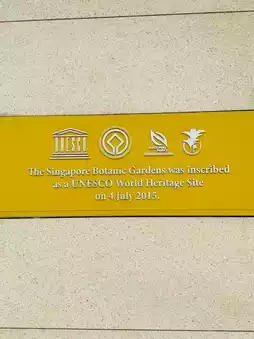 UNESCO
The Singapore Botanic Gardens was inscribed
as a UNESCO World Heritage Site
on 4 July 2015.